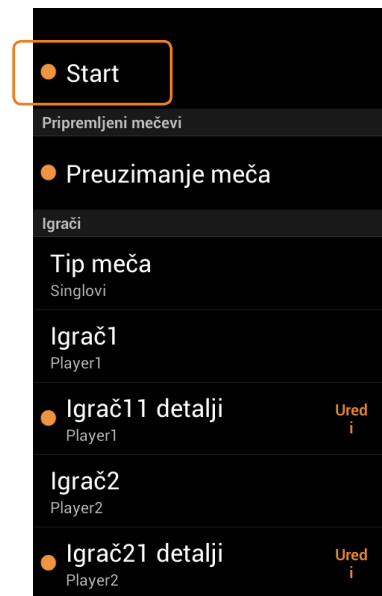 Start
Pripremljeni mečevi
Preuzimanje meča
Igrači
Tip meča
Singlovi
Igrač1
Player1
Igrač11 detalji
Player1
Ured
i
Igrač2
Player2
Igrač21 detalji
Player2
Ured
i